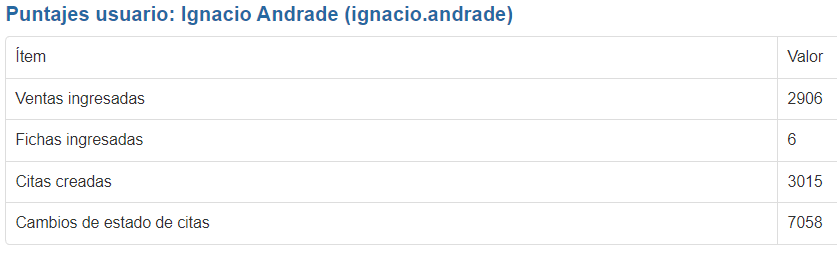 Puntajes usuario: Ignacio Andrade (ignacio.andrade)
Ítem Valor
Ventas ingresadas 2906
Fichas ingresadas 6
Citas creadas 3015
Cambios de estado de citas 7058